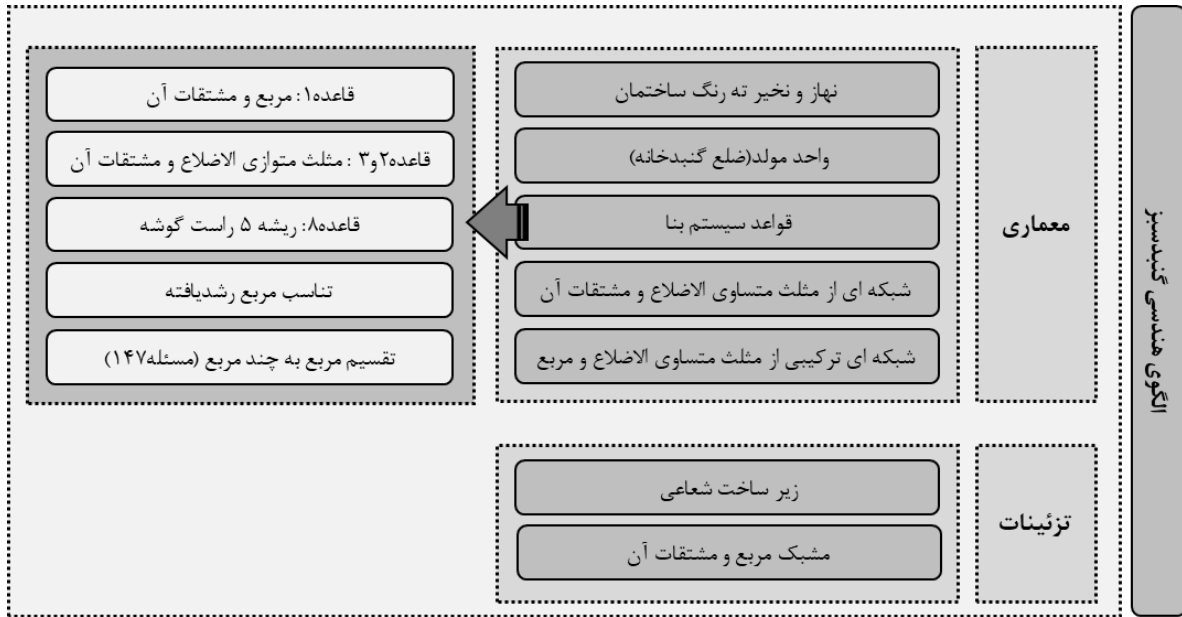 الگوی هندسی گنبدسبز
معماری
نهاز و نخیر ته رنگ ساختمان
واحد مولد(ضلع گنبدخانه)
قواعد سیستم بنا
شبکه ای از مثلث متساوی الاضلاع و مشتقات آن
شبکه ای ترکیبی از مثلث متساوی الاضلاع و مربع
قاعده۱: مربع و مشتقات آن
قاعده۲و۳ : مثلث متوازی الاضلاع و مشتقات آن
قاعده۸: ریشه ۵ راست گوشه
تناسب مربع رشدیافته
تقسیم مربع به چند مربع (مسئله۱۴۷)
تزئینات
زیر ساخت شعاعی
مشبک مربع و مشتقات آن